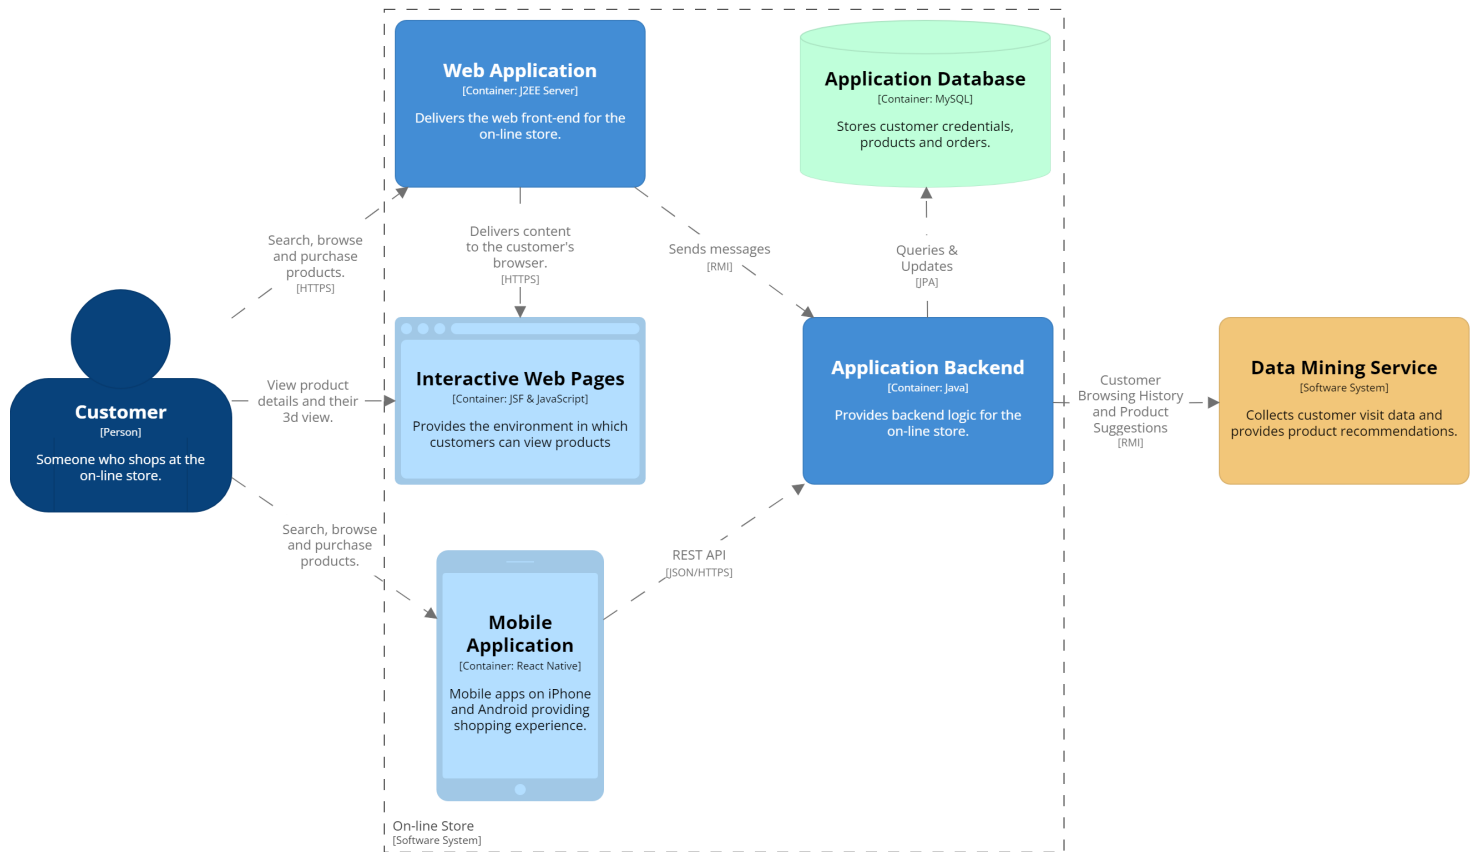 Web Application
[Container: J2EE Server]
Delivers the web front-end for the
on-line store.
Application Database
[Container: MySQL]
Stores customer credentials,
products and orders.
Search, browse
and purchase
products.
[HTTPS]
Delivers content
to the customer's
browser.
[HTTPS]
Sends messages
[RMI]
Queries &
Updates
[JPA]
Customer
[Person]
Someone who shops at the
on-line store.
View product
details and their
3d view.
Interactive Web Pages
[Container: JSF & JavaScript]
Provides the environment in which
customers can view products
Application Backend
[Container: Java]
Provides backend logic for the
on-line store.
Customer
Browsing History
and Product
Suggestions
[RMI]
Data Mining Service
[Software System]
Collects customer visit data and
provides product recommendations.
Search, browse
and purchase
products.
REST API
[JSON/HTTPS]
Mobile
Application
[Container: React Native]
Mobile apps on iPhone
and Android providing
shopping experience.
On-line Store
[Software System]